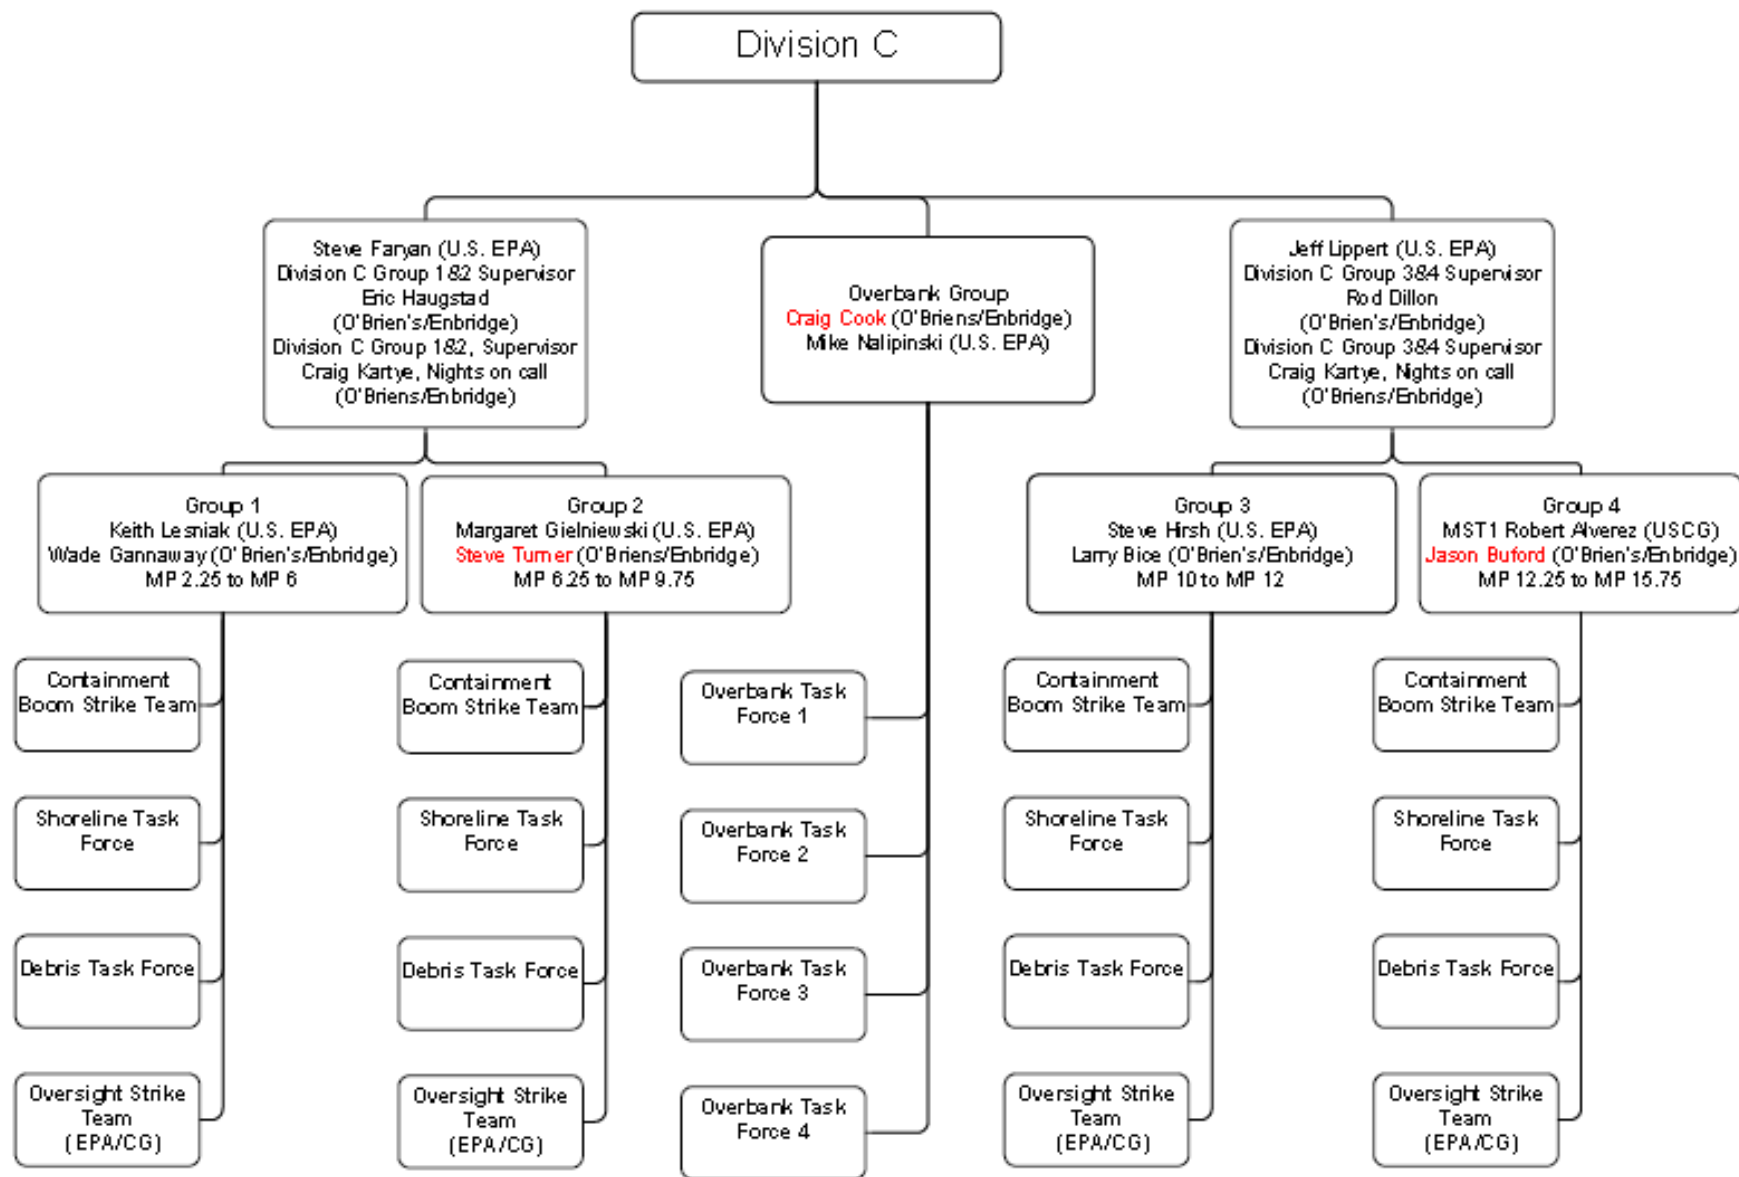 Division C
Steve Faryan (U.S. EPA)
Division C Group 1&2 Supervisor
Eric Haugstad
(O'Brien's/Enbridge)
Division C Group 1&2, Supervisor
Craig Kartye, Nights on call
(O'Briens/Enbridge)
Overbank Group
Craig Cook (O'Briens/Enbridge)
Mike Nalipinski (U.S. EPA)
Jeff Lippert (U.S. EPA)
Division C Group 3&4 Supervisor
Rod Dillon
(O'Brien's/Enbridge)
Division C Group 3&4 Supervisor
Craig Kartye, Nights on call
(O'Briens/Enbridge)
Group 1
Keith Lesniak (U.S. EPA)
Wade Gannaway (O'Brien's/Enbridge)
MP 2.25 to MP 6
Group 2
Margaret Gielniewski (U.S. EPA)
Steve Turner (O'Briens/Enbridge)
MP 6.25 to MP 9.75
Group 3
Steve Hirsh (U.S. EPA)
Larry Bice (O'Brien's/Enbridge)
MP 10 to MP 12
Group 4
MST1 Robert Alverez (USCG)
Jason Buford (O'Brien's/Enbridge)
MP 12.25 to MP 15.75
Containment
Boom Strike Team
Shoreline Task
Force
Debris Task Force
Oversight Strike
Team
(EPA/CG)
Containment
Boom Strike Team
Shoreline Task
Force
Debris Task Force
Oversight Strike
Team
(EPA/CG)
Overbank Task
Force 1
Overbank Task
Force 2
Overbank Task
Force 3
Overbank Task
Force 4
Containment
Boom Strike Team
Shoreline Task
Force
Debris Task Force
Oversight Strike
Team
(EPA/CG)
Containment
Boom Strike Team
Shoreline Task
Force
Debris Task Force
Oversight Strike
Team
(EPA/CG)